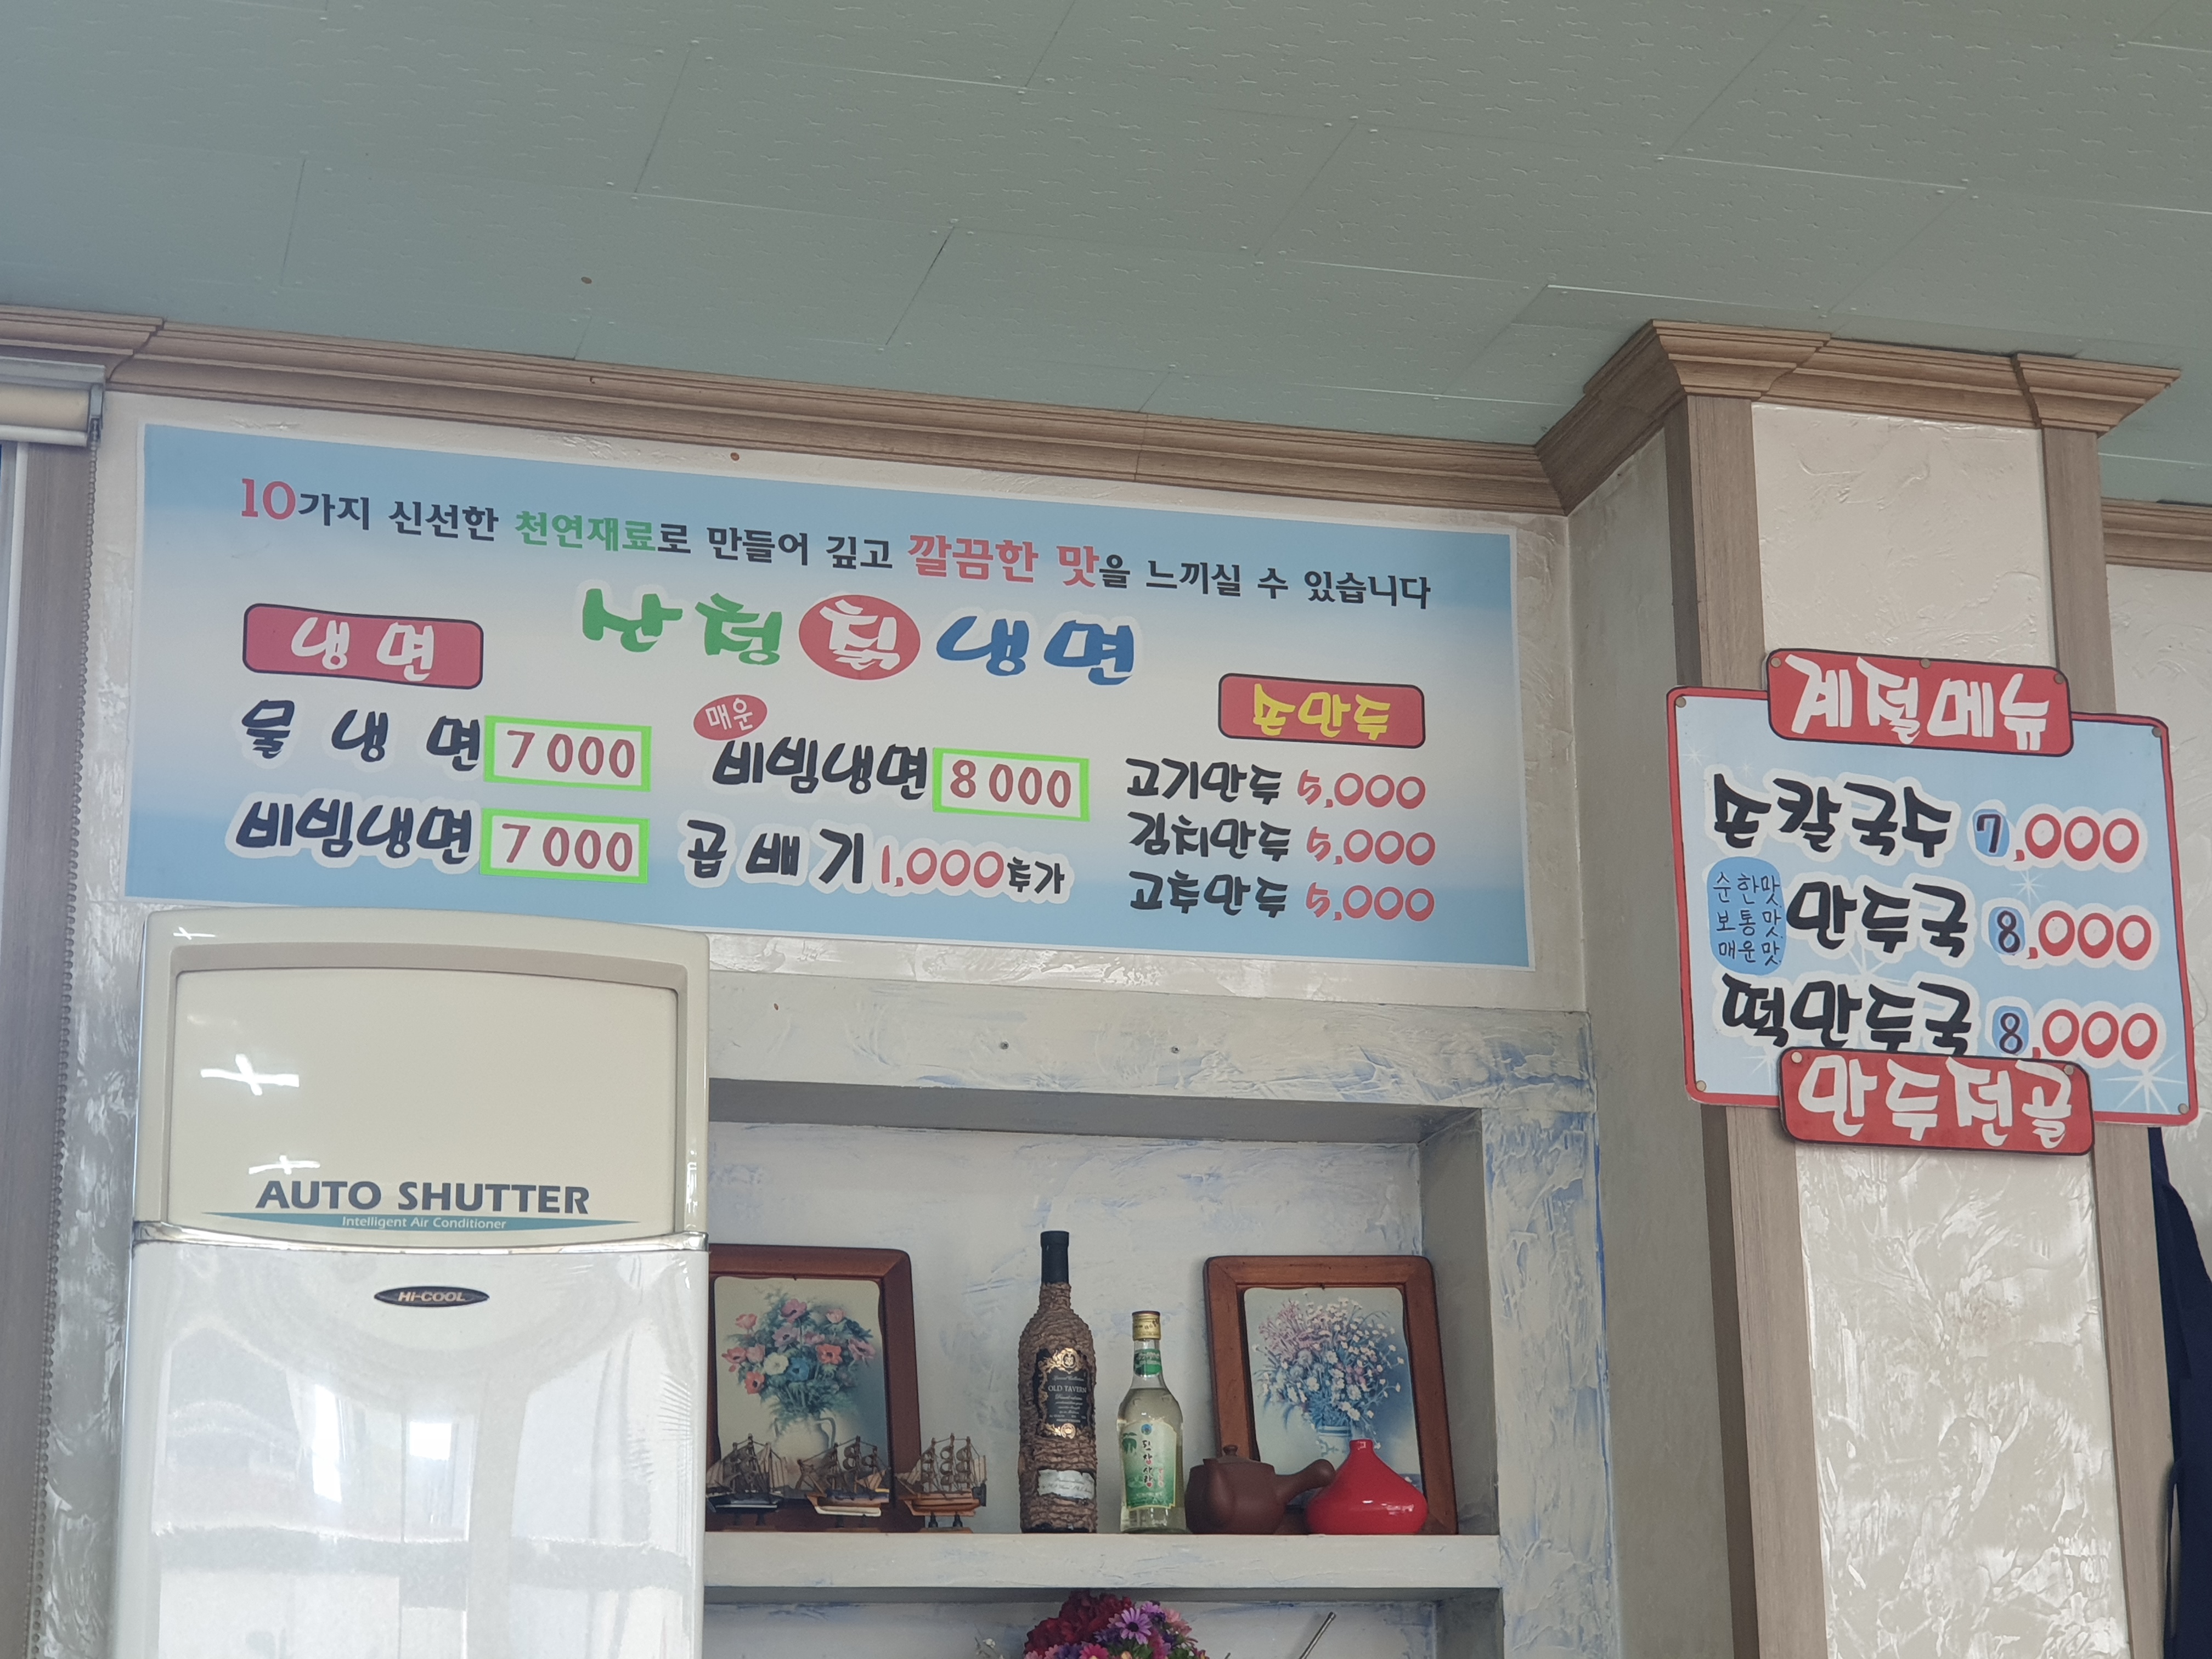 10가지 신선한 천연재료로 만들어 깊고 깔끔한 맛을 느끼실 수 있습니다
난정칡냉면
냉면
물냉면 7000
비빔냉면 7000
매운
비빔냉면 8000
곱배기 1,000추가
손만두
고기만두 5,000
김치만두 5,000
고추만두 5,000
계절메뉴
손칼국수 7,000
순한맛
보통맛
매운맛
만두국 8,000
떡만두국 8,000
만두전골
AUTO SHUTTER
Intelligent Air Conditioner
HI-COOL
OLD TAVERN